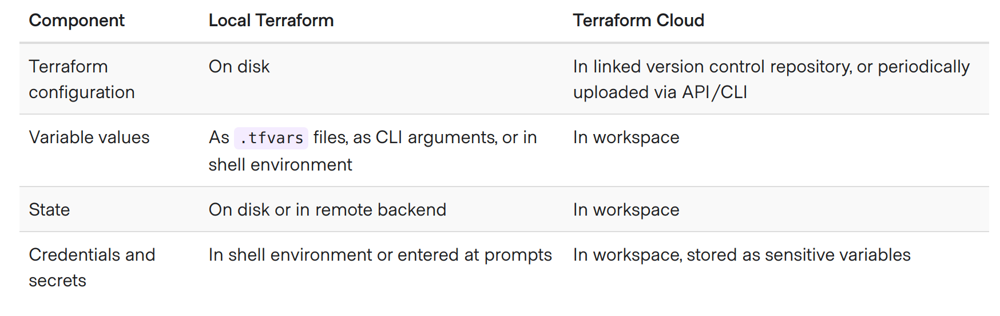 Component Local Terraform Terraform Cloud
Terraform configuration On disk In linked version control repository, or periodically uploaded via API/CLI
Variable values As .tfvars files, as CLI arguments, or in shell environment In workspace
State On disk or in remote backend In workspace
Credentials and secrets In shell environment or entered at prompts In workspace, stored as sensitive variables